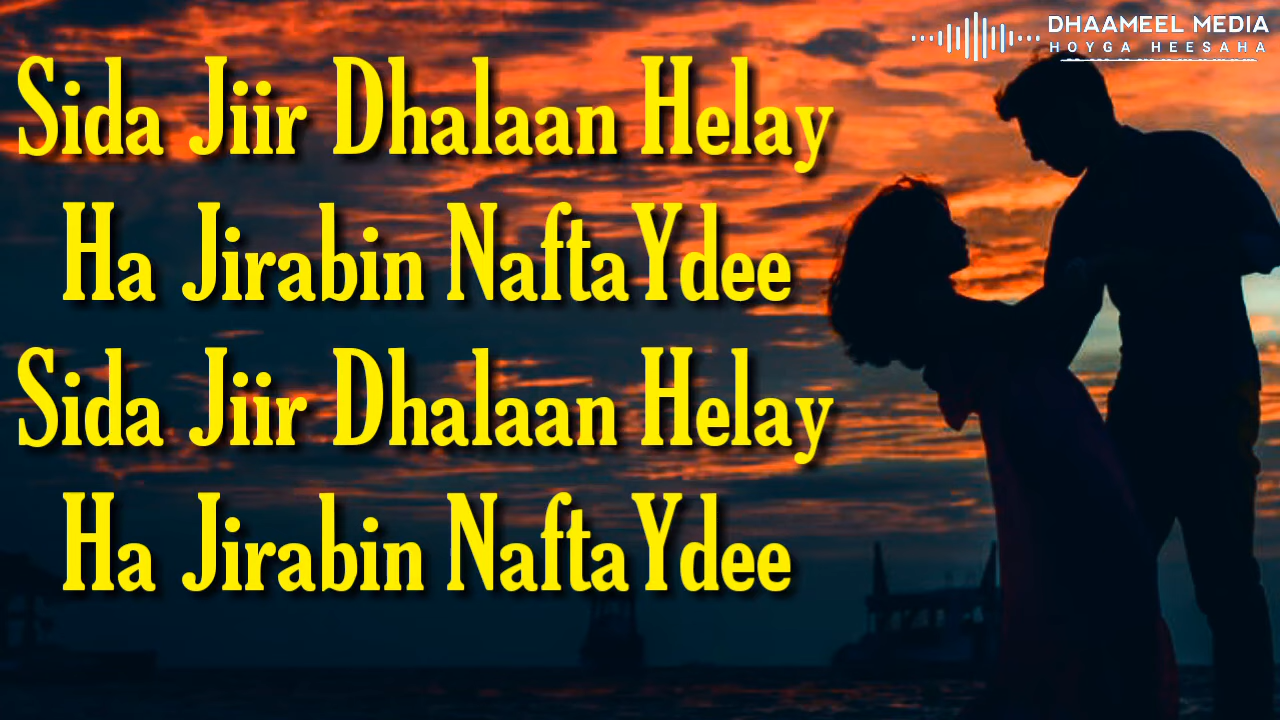 DHAAMEEL MEDIA
HOYGA HEESAHA
Sida Jiir Dhalaan Helay
Ha Jirabin NaftaYdee
Sida Jiir Dhalaan Helay
Ha Jirabin NaftaYdee